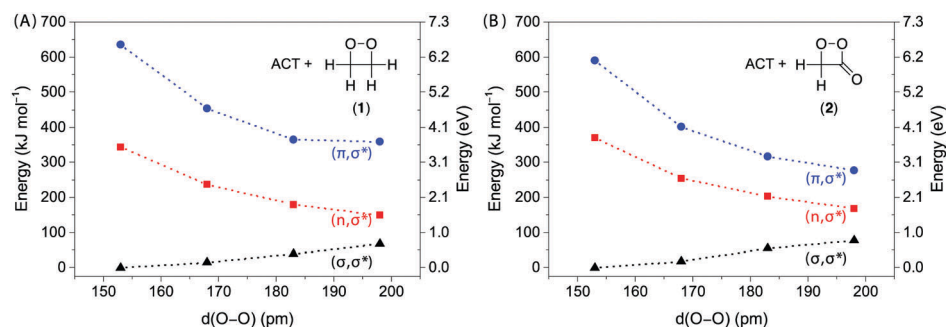 (A)
700
600
500
400
300
200
100
0
Energy (kJ mol⁻¹)
7.3
6.2
5.2
4.1
3.1
2.1
1.0
0.0
Energy (eV)
150 160 170 180 190 200
d(O–O) (pm)
ACT +
O–O
H H
H H
(1)
(π,σ*)
(n,σ*)
(σ,σ*)
(B)
700
600
500
400
300
200
100
0
Energy (kJ mol⁻¹)
7.3
6.2
5.2
4.1
3.1
2.1
1.0
0.0
Energy (eV)
150 160 170 180 190 200
d(O–O) (pm)
ACT +
O–O
H
H O
(2)
(π,σ*)
(n,σ*)
(σ,σ*)